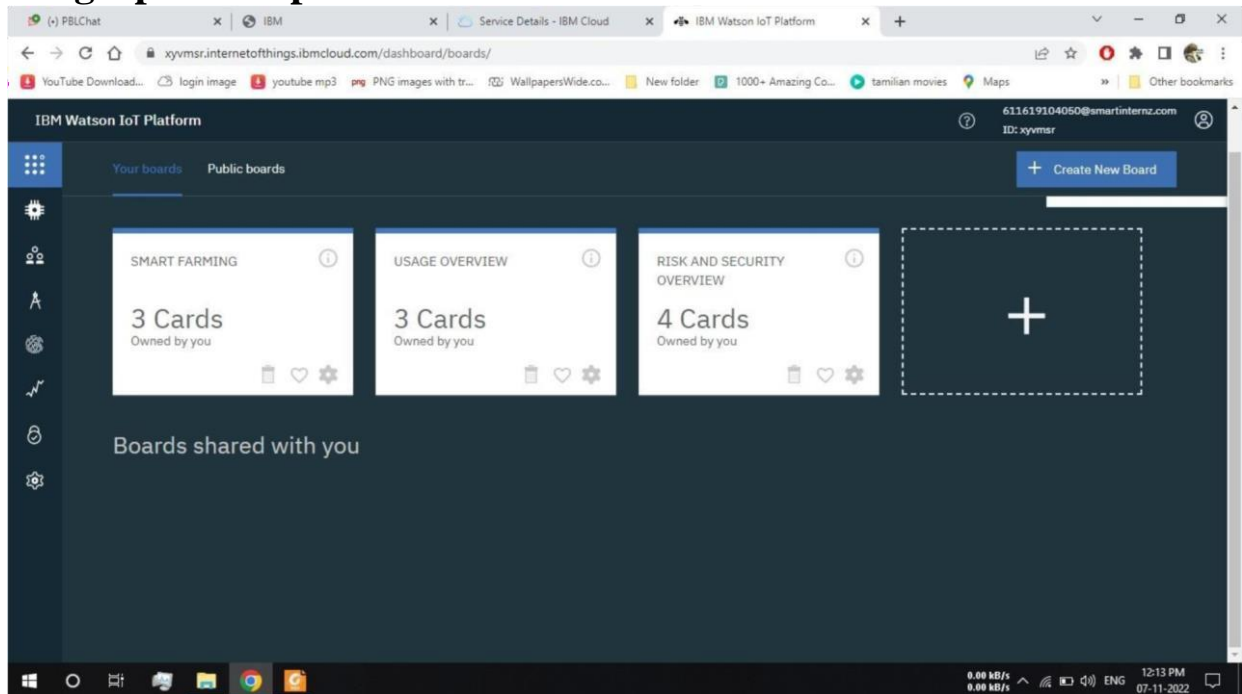 (•) PBLChat
IBM
Service Details - IBM Cloud
IBM Watson IoT Platform
xyvmsr.internetofthings.ibmcloud.com/dashboard/boards/
YouTube Download... login image youtube mp3 PNG images with tr... WallpapersWide.co... New folder 1000+ Amazing Co... tamilian movies Maps » Other bookmarks
IBM Watson IoT Platform
611619104050@smartinternz.com
ID: xyvmsr
Your boards Public boards
Create New Board
SMART FARMING
3 Cards
Owned by you
USAGE OVERVIEW
3 Cards
Owned by you
RISK AND SECURITY
OVERVIEW
4 Cards
Owned by you
Boards shared with you
0.00 kB/s
0.00 kB/s
ENG
12:13 PM
07-11-2022